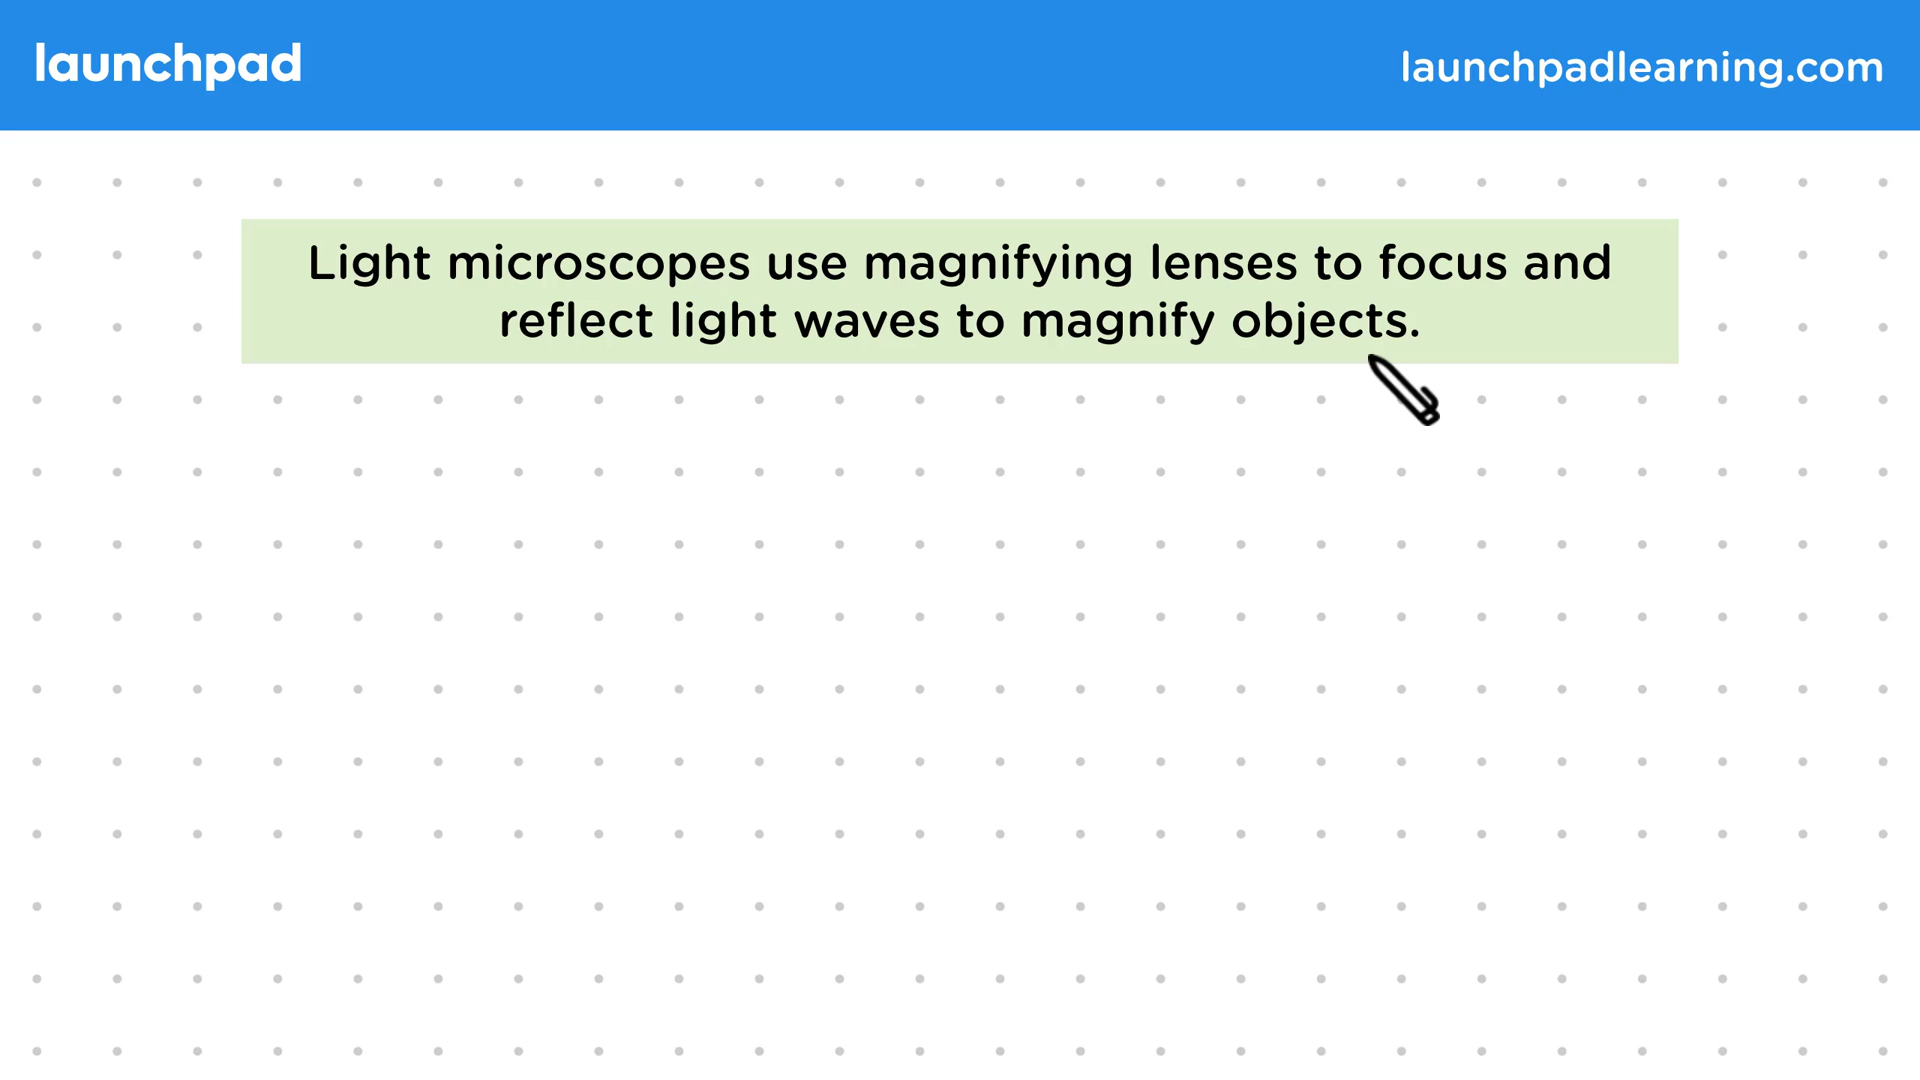 launchpad
launchpadlearning.com
Light microscopes use magnifying lenses to focus and
reflect light waves to magnify objects.